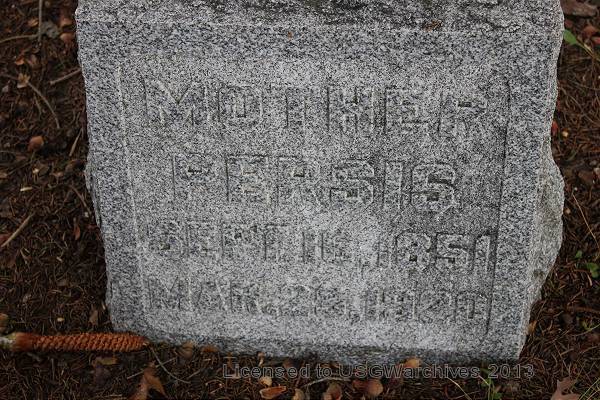 MOTHER
PERSIS
SEPT. 16, 1851
MAR. 28, 1920
Licensed to USGWarchives 2013